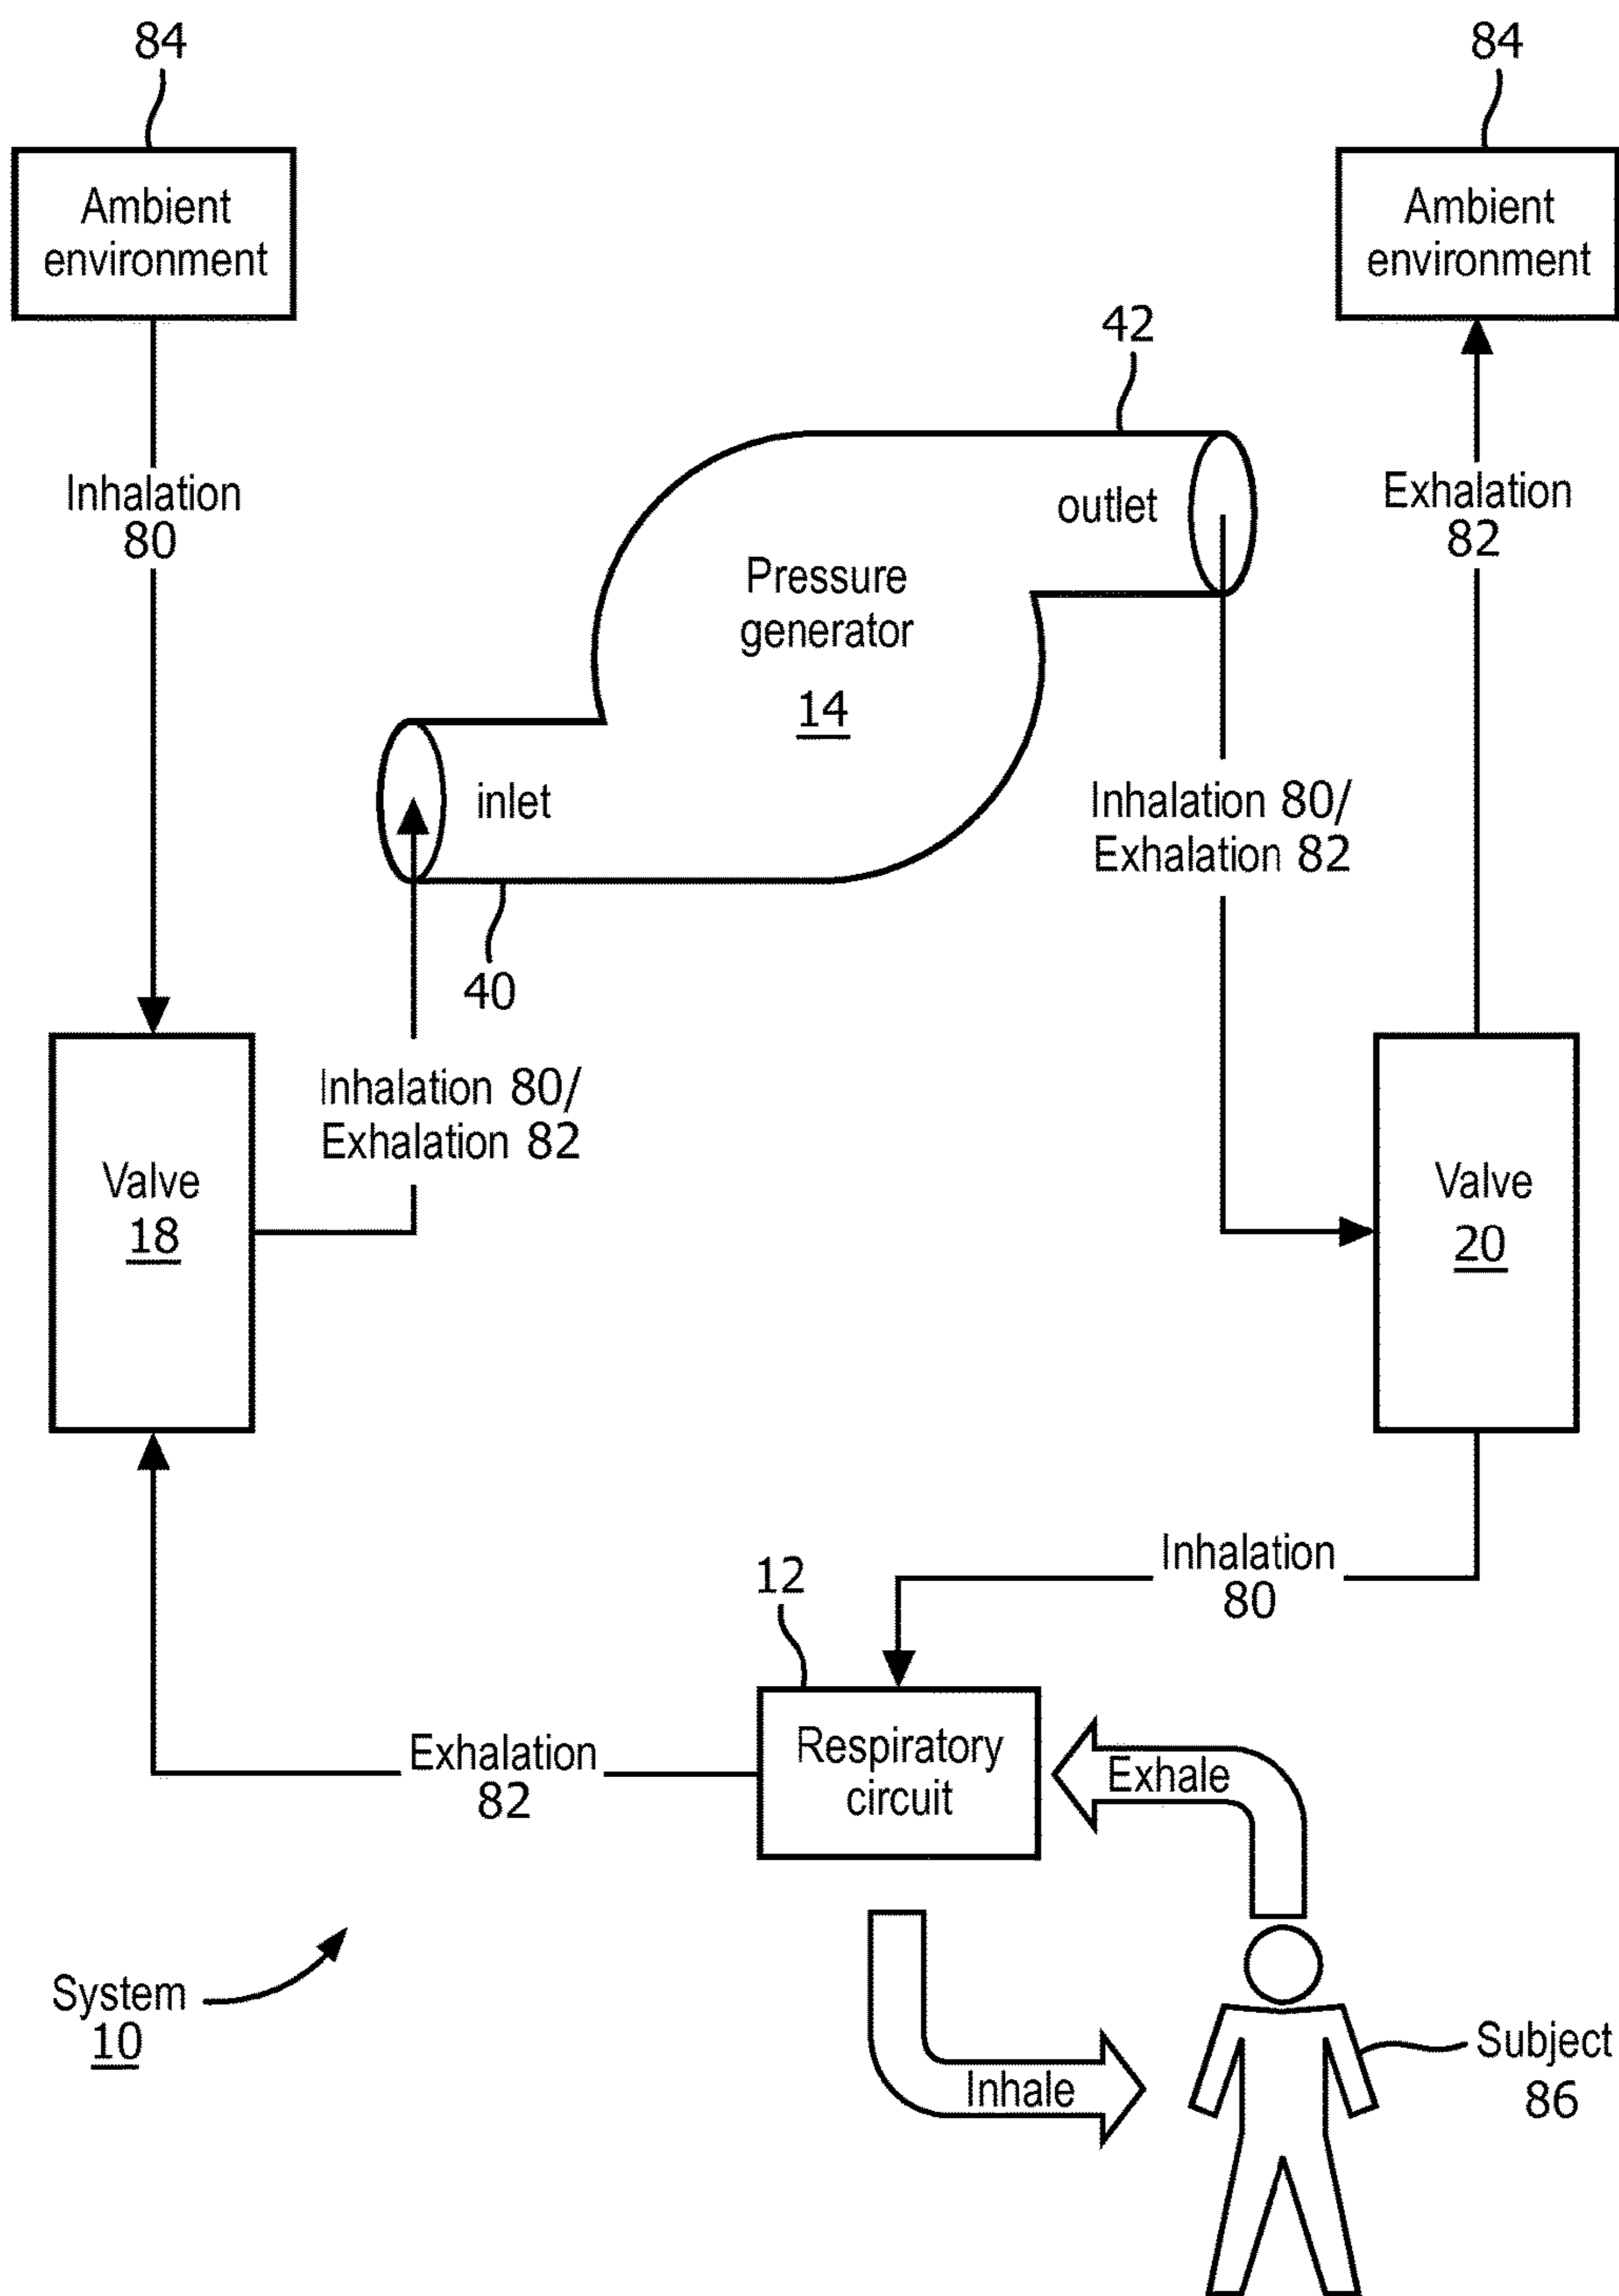 84
84
Ambient
environment
Ambient
environment
42
Inhalation
80
outlet
Exhalation
82
Pressure
generator
14
inlet
Inhalation 80/
Exhalation 82
40
Inhalation 80/
Exhalation 82
Valve
18
Valve
20
12
Inhalation
80
Exhalation
82
Respiratory
circuit
Exhale
System
10
Inhale
Subject
86